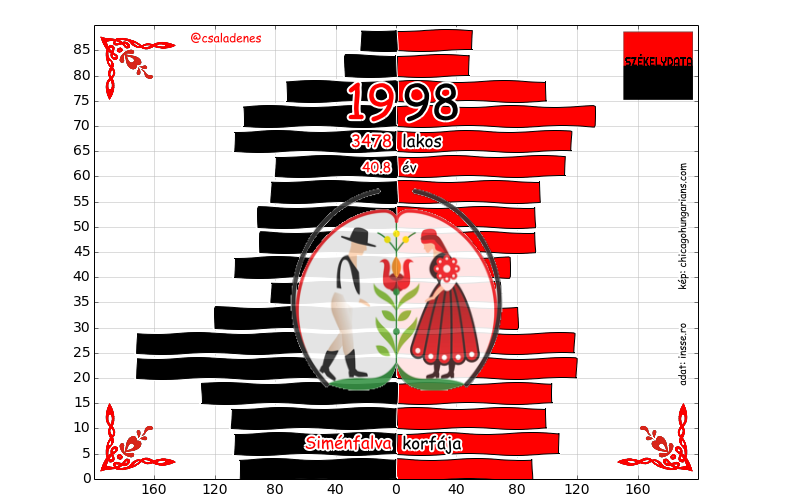 @csaladenes
SZÉKELYDATA
1998
3478 lakos
40.8 év
kép: chicagohungarians.com
adat: insse.ro
Siménfalva korfája
85
80
75
70
65
60
55
50
45
40
35
30
25
20
15
10
5
0
160 120 80 40 0 40 80 120 160